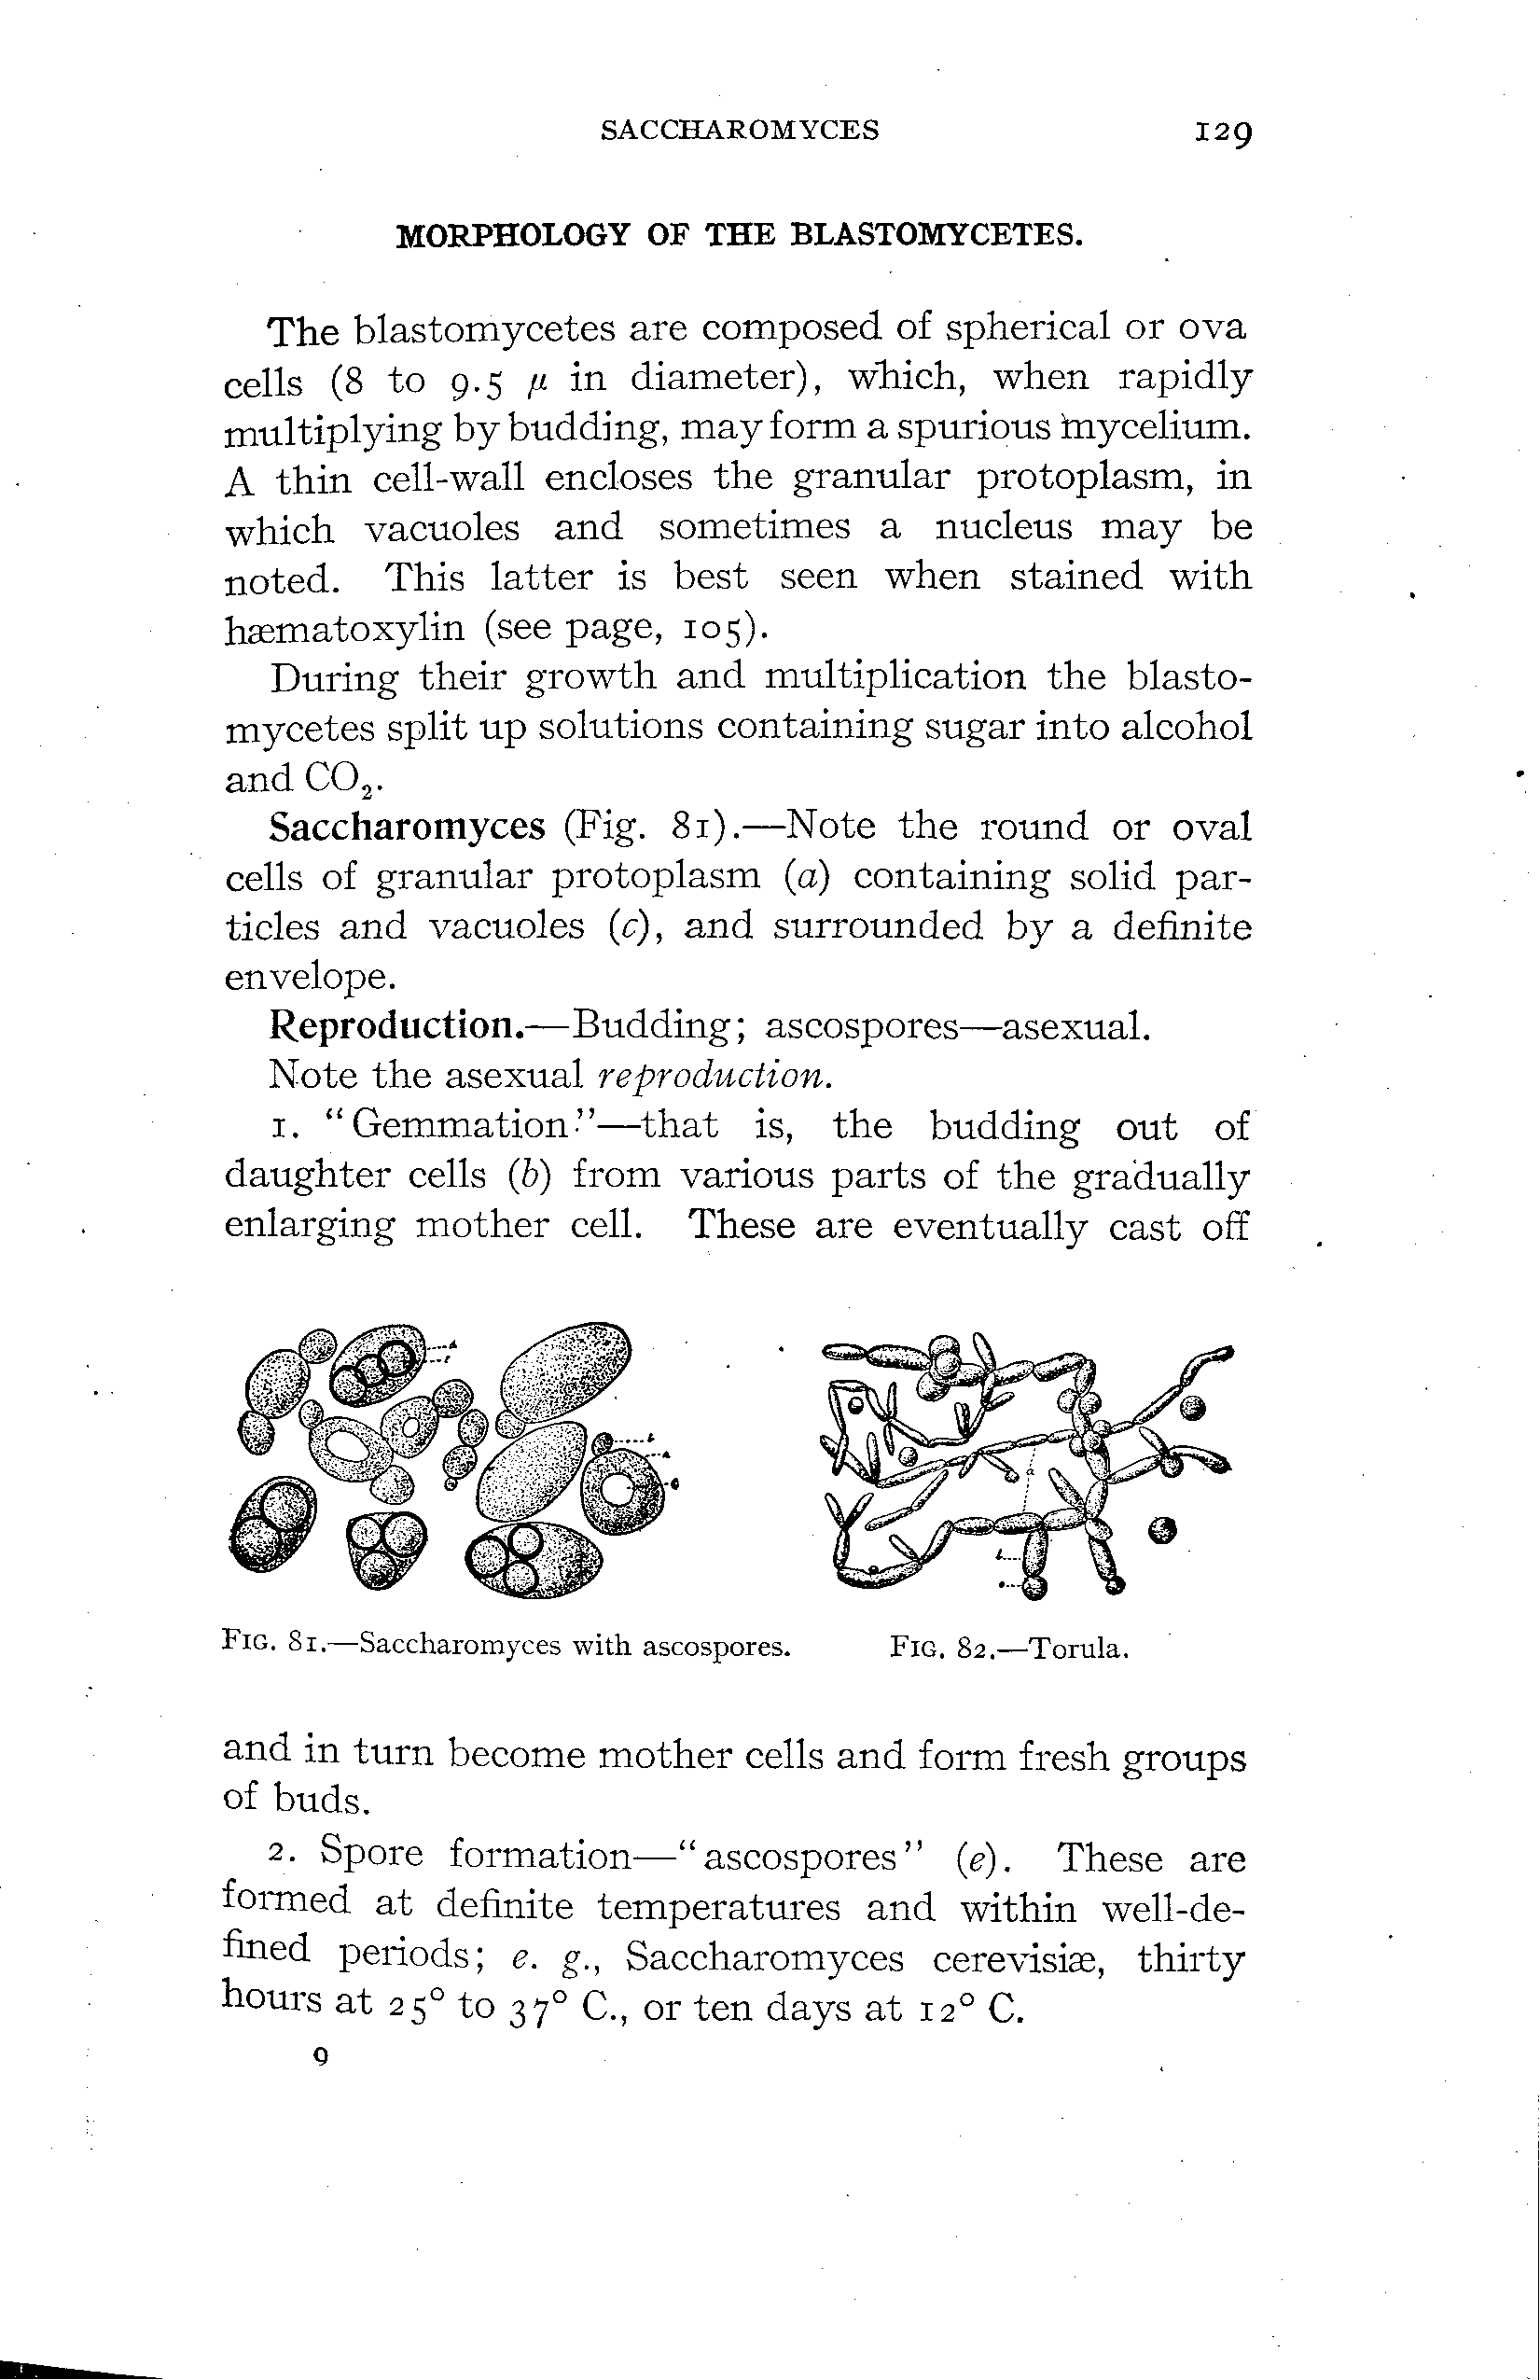 SACCHAROMYCES 129
MORPHOLOGY OF THE BLASTOMYCETES.
The blastomycetes are composed of spherical or ova
cells (8 to 9.5 μ in diameter), which, when rapidly
multiplying by budding, may form a spurious mycelium.
A thin cell-wall encloses the granular protoplasm, in
which vacuoles and sometimes a nucleus may be
noted. This latter is best seen when stained with
hæmatoxylin (see page, 105).
During their growth and multiplication the blasto-
mycetes split up solutions containing sugar into alcohol
and CO₂.
Saccharomyces (Fig. 81).—Note the round or oval
cells of granular protoplasm (a) containing solid par-
ticles and vacuoles (c), and surrounded by a definite
envelope.
Reproduction.—Budding; ascospores—asexual.
Note the asexual reproduction.
1. "Gemmation"—that is, the budding out of
daughter cells (b) from various parts of the gradually
enlarging mother cell. These are eventually cast off
FIG. 81.—Saccharomyces with ascospores.
FIG. 82.—Torula.
and in turn become mother cells and form fresh groups
of buds.
2. Spore formation—"ascospores" (e). These are
formed at definite temperatures and within well-de-
fined periods; e. g., Saccharomyces cerevisiæ, thirty
hours at 25° to 37° C., or ten days at 12° C.
9